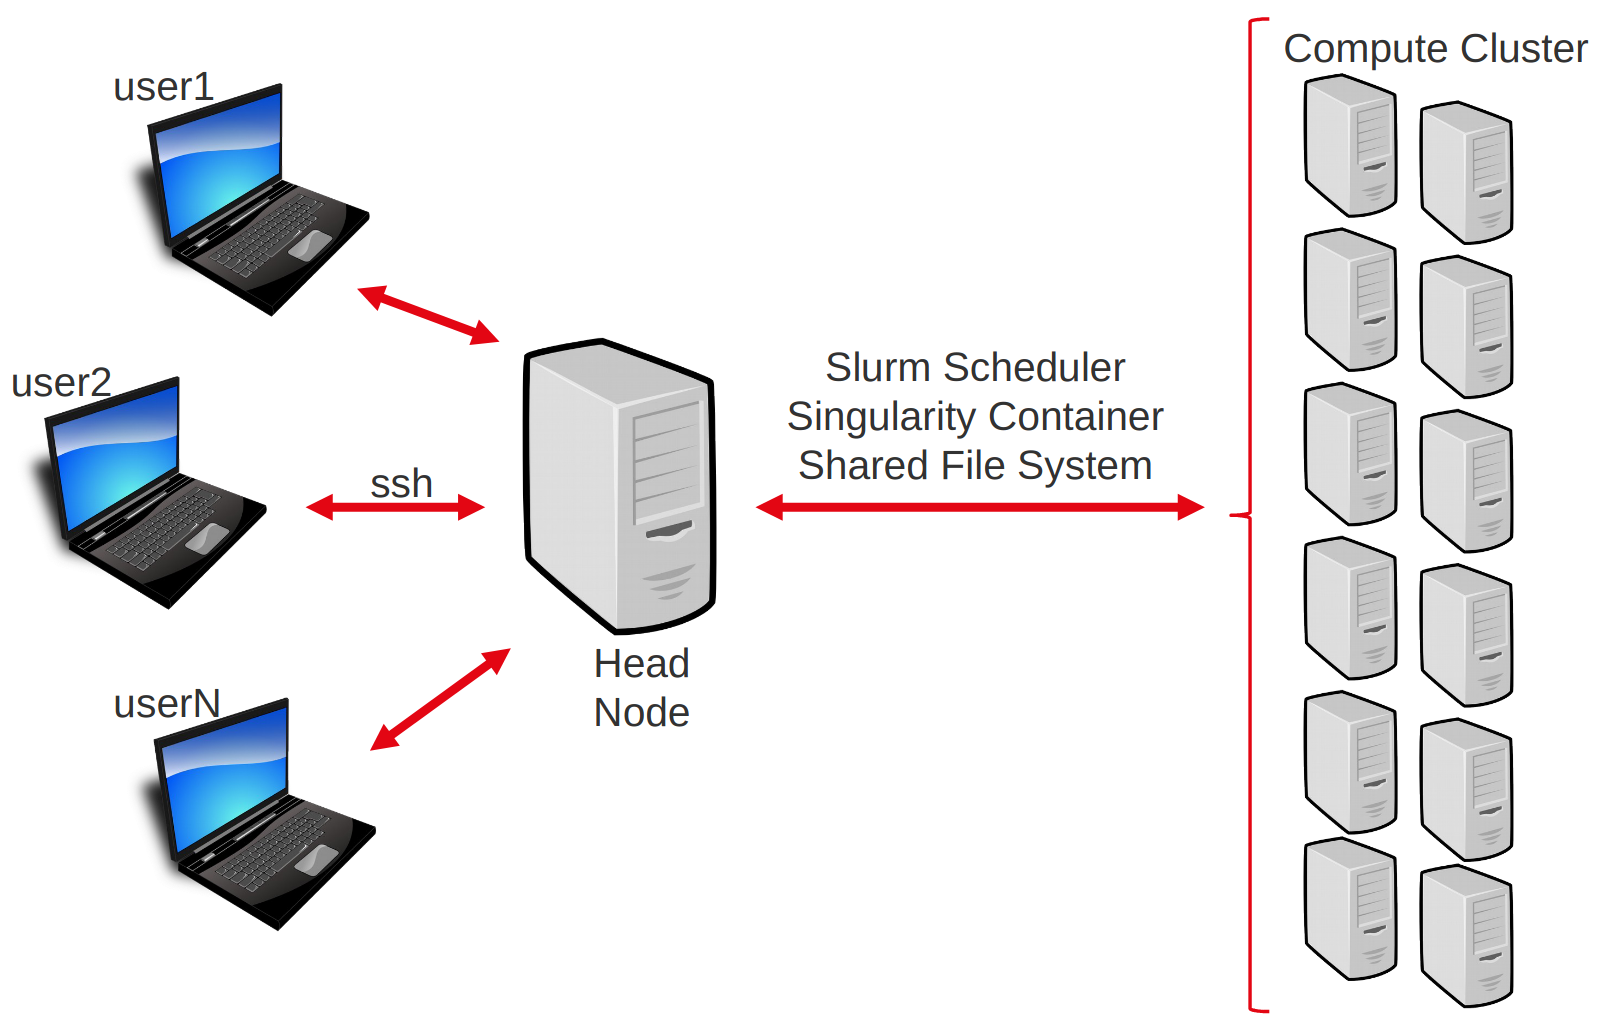 user1
user2
userN
ssh
Head
Node
Slurm Scheduler
Singularity Container
Shared File System
Compute Cluster